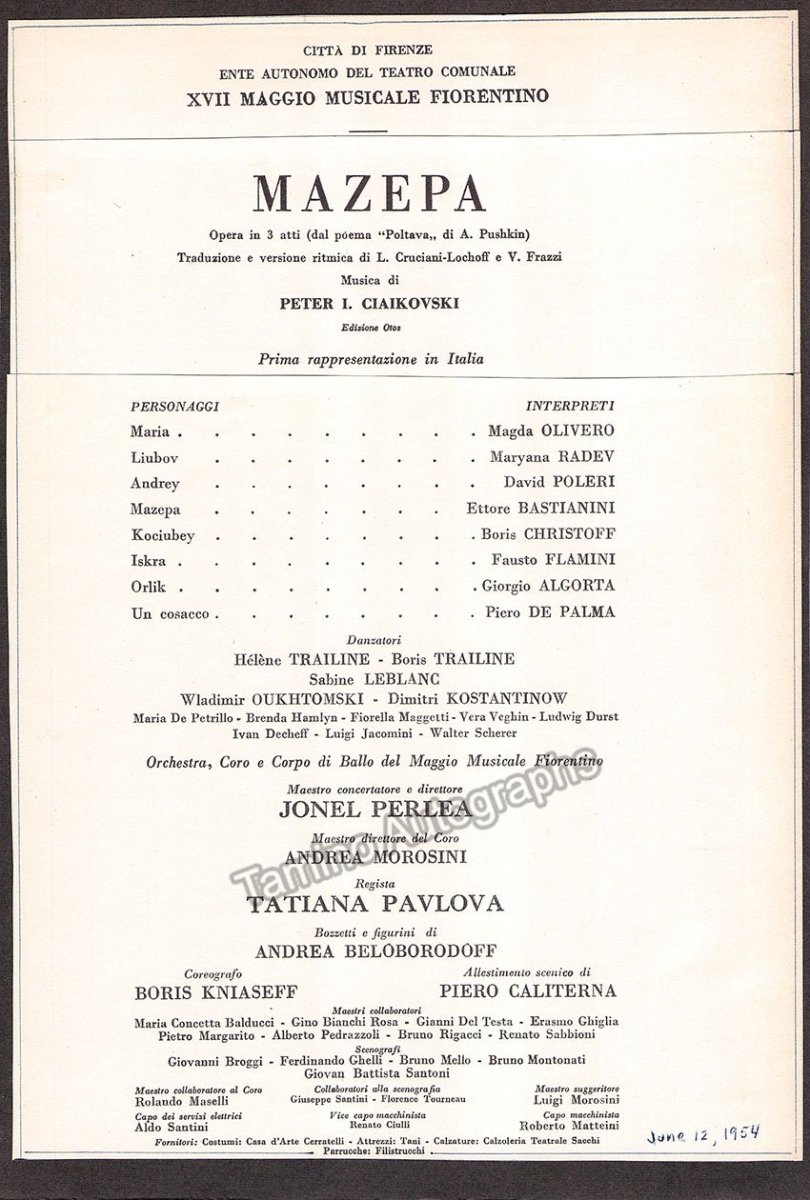 CITTÀ DI FIRENZE
ENTE AUTONOMO DEL TEATRO COMUNALE
XVII MAGGIO MUSICALE FIORENTINO
MAZEPA
Opera in 3 atti (dal póema “Poltava„ di A. Pushkin)
Traduzione e versione ritmica di L. Cruciani-Lochoff e V. Frazzi
Musica di
PETER I. CIAIKOVSKI
Edizione Otos
Prima rappresentazione in Italia
PERSONAGGI INTERPRETI
Maria . . . . . . . . . Magda OLIVERO
Liubov . . . . . . . . Maryana RADEV
Andrey . . . . . . . . David POLERI
Mazepa . . . . . . . Ettore BASTIANINI
Kociubey . . . . . . . . Boris CHRISTOFF
Iskra . . . . . . . . . Fausto FLAMINI
Orlik . . . . . . . . . Giorgio ALGORTA
Un cosacco . . . . . . . . Piero DE PALMA
Danzatori
Hélène TRAILINE - Boris TRAILINE
Sabine LEBLANC
Wladimir OUKHTOMSKI - Dimitri KOSTANTINOW
Maria De Petrillo - Brenda Hamlyn - Fiorella Maggetti - Vera Veghin - Ludwig Durst
Ivan Decheff - Luigi Jacomini - Walter Scherer
Orchestra, Coro e Corpo di Ballo del Maggio Musicale Fiorentino
Maestro concertatore e direttore
JONEL PERLEA
Maestro direttore del Coro
ANDREA MOROSINI
Tamino Autographs
Regista
TATIANA PAVLOVA
Bozzetti e figurini di
ANDREA BELOBORODOFF
Coreografo Allestimento scenico di
BORIS KNIASEFF PIERO CALITERNA
Maestri collaboratori
Maria Concetta Balducci - Gino Bianchi Rosa - Gianni Del Testa - Erasmo Ghiglia
Pietro Margarito - Alberto Pedrazzoli - Bruno Rigacci - Renato Sabbioni
Scenografi
Giovanni Broggi - Ferdinando Ghelli - Bruno Mello - Bruno Montonati
Giovan Battista Santoni
Maestro collaboratore al Coro Collaboratori alla scenografia Maestro suggeritore
Rolando Maselli Giuseppe Santini - Florence Tourneau Luigi Morosini
Capo dei servizi elettrici Vice capo macchinista Capo macchinista
Aldo Santini Renato Ciulli Roberto Matteini
Fornitori: Costumi: Casa d'Arte Cerratelli - Attrezzi: Tani - Calzature: Calzoleria Teatrale Sacchi
Parrucche: Filistrucchi
June 12, 1954